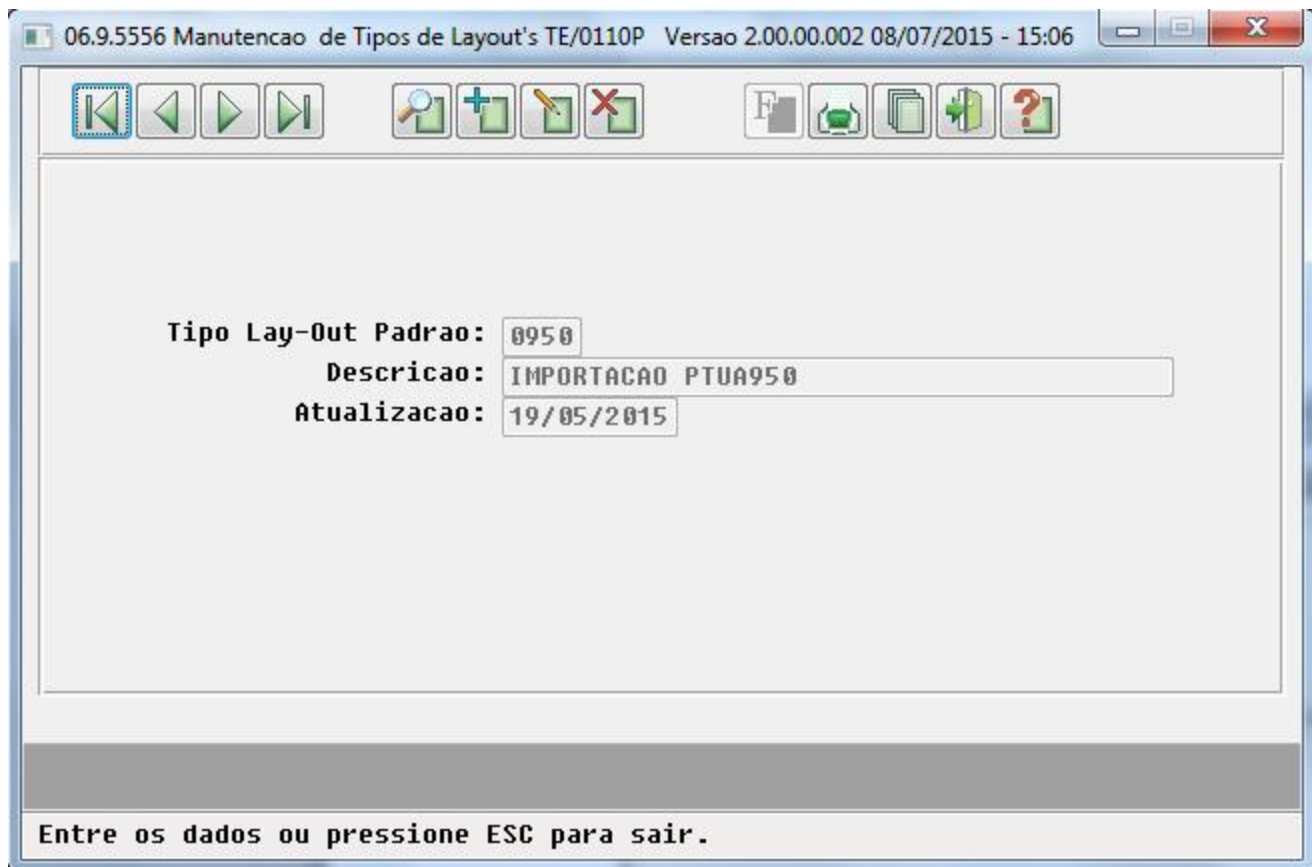 06.9.5556 Manutencao de Tipos de Layout's TE/0110P Versao 2.00.00.002 08/07/2015 - 15:06
F
Tipo Lay-Out Padrao: 0950
Descricao: IMPORTACAO PTUA950
Atualizacao: 19/05/2015
Entre os dados ou pressione ESC para sair.